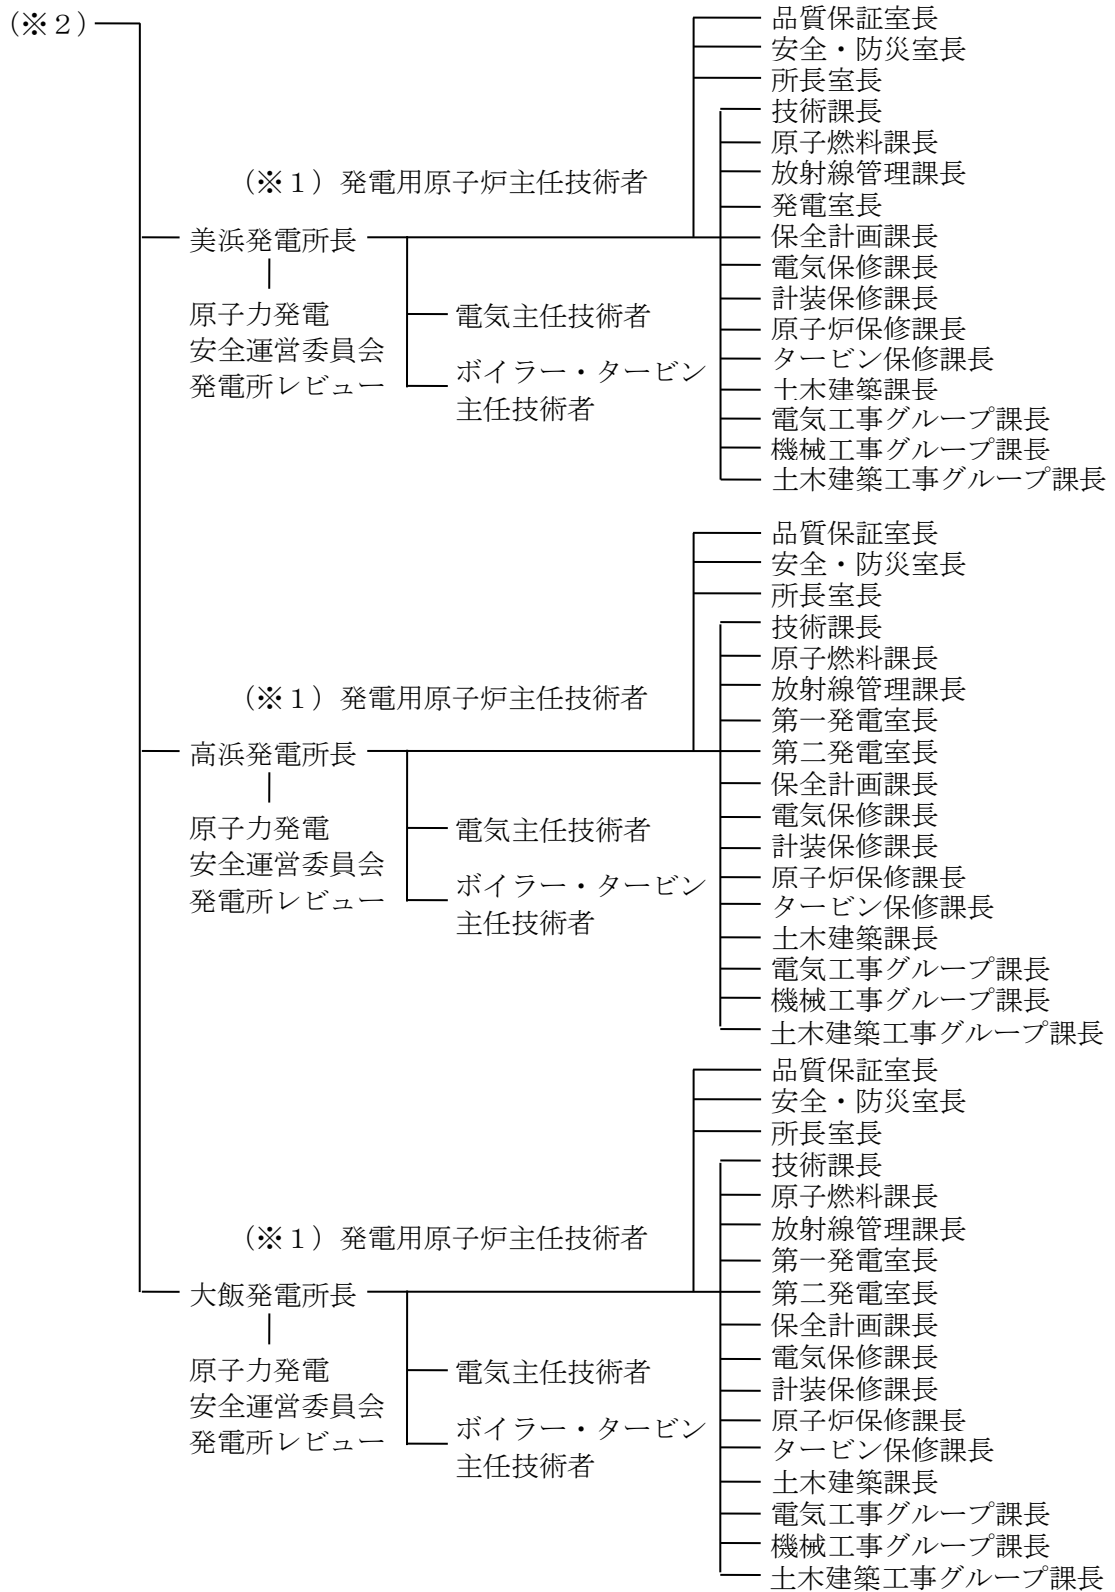 (※２)
(※１) 発電用原子炉主任技術者
美浜発電所長
原子力発電
安全運営委員会
発電所レビュー
電気主任技術者
ボイラー・タービン
主任技術者
品質保証室長
安全・防災室長
所長室長
技術課長
原子燃料課長
放射線管理課長
発電室長
保全計画課長
電気保修課長
計装保修課長
原子炉保修課長
タービン保修課長
土木建築課長
電気工事グループ課長
機械工事グループ課長
土木建築工事グループ課長
(※１) 発電用原子炉主任技術者
高浜発電所長
原子力発電
安全運営委員会
発電所レビュー
電気主任技術者
ボイラー・タービン
主任技術者
品質保証室長
安全・防災室長
所長室長
技術課長
原子燃料課長
放射線管理課長
第一発電室長
第二発電室長
保全計画課長
電気保修課長
計装保修課長
原子炉保修課長
タービン保修課長
土木建築課長
電気工事グループ課長
機械工事グループ課長
土木建築工事グループ課長
(※１) 発電用原子炉主任技術者
大飯発電所長
原子力発電
安全運営委員会
発電所レビュー
電気主任技術者
ボイラー・タービン
主任技術者
品質保証室長
安全・防災室長
所長室長
技術課長
原子燃料課長
放射線管理課長
第一発電室長
第二発電室長
保全計画課長
電気保修課長
計装保修課長
原子炉保修課長
タービン保修課長
土木建築課長
電気工事グループ課長
機械工事グループ課長
土木建築工事グループ課長